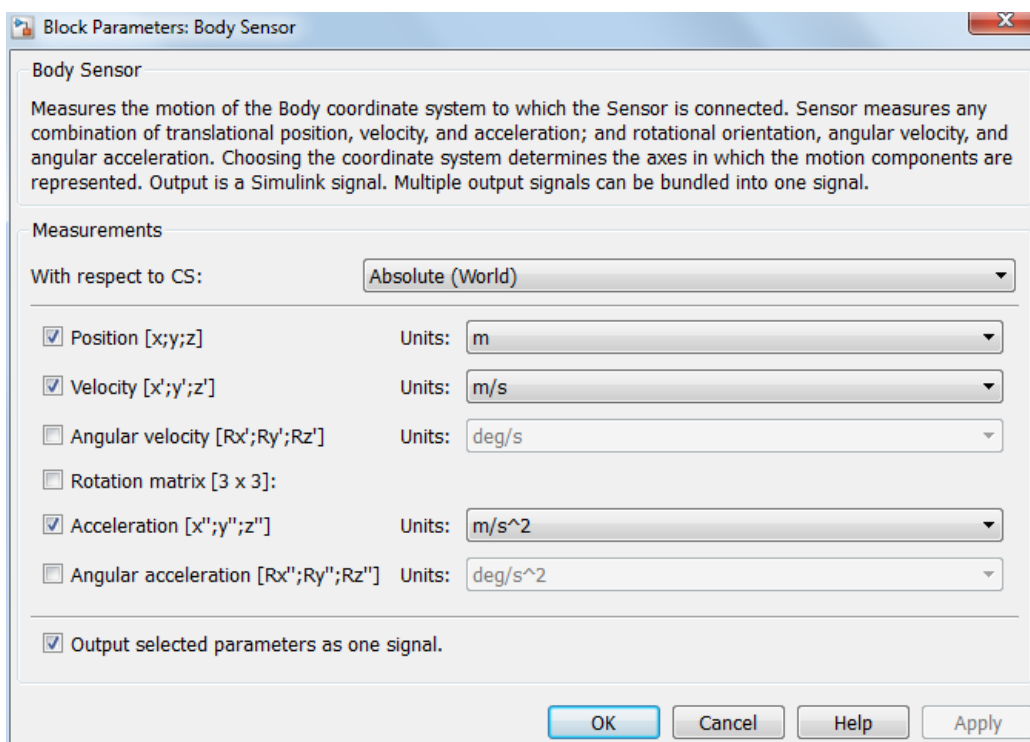 Block Parameters: Body Sensor
Body Sensor
Measures the motion of the Body coordinate system to which the Sensor is connected. Sensor measures any
combination of translational position, velocity, and acceleration; and rotational orientation, angular velocity, and
angular acceleration. Choosing the coordinate system determines the axes in which the motion components are
represented. Output is a Simulink signal. Multiple output signals can be bundled into one signal.
Measurements
With respect to CS: Absolute (World)
Position [x;y;z] Units: m
Velocity [x';y';z'] Units: m/s
Angular velocity [Rx';Ry';Rz'] Units: deg/s
Rotation matrix [3 x 3]:
Acceleration [x";y";z"] Units: m/s^2
Angular acceleration [Rx";Ry";Rz"] Units: deg/s^2
Output selected parameters as one signal.
OK Cancel Help Apply